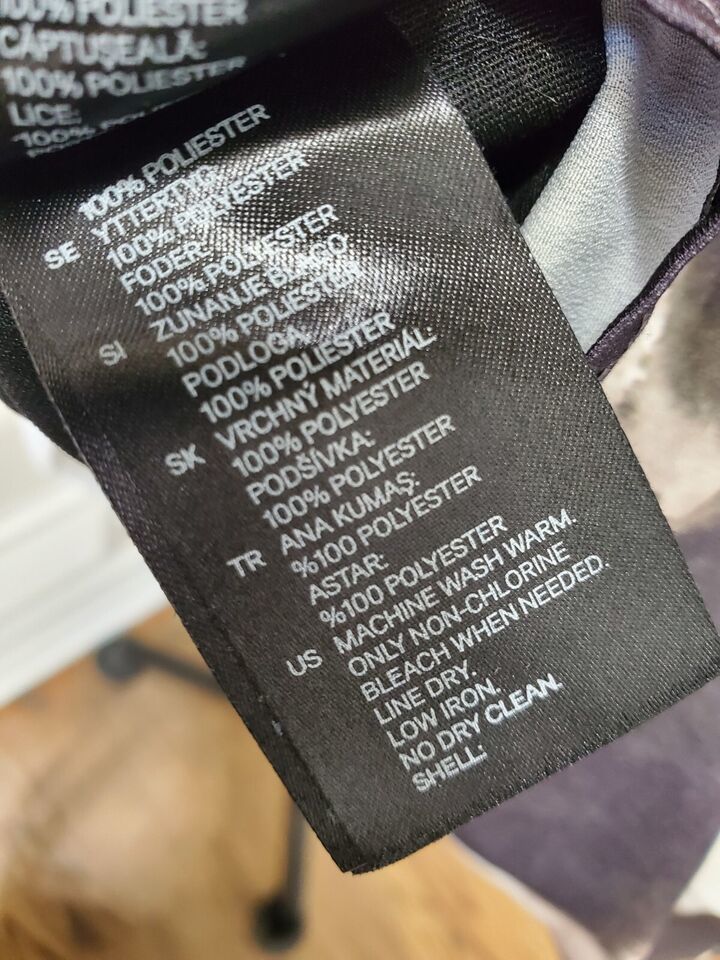 100% POLIESTER
CĂPTUȘEALĂ:
100% POLIESTER
LICE:
100%
100% POLIESTER
SE YTTERTYG:
100% POLYESTER
FODER:
100% POLYESTER
SI ZUNANJE BLAGO:
100% POLIESTER
PODLOGA:
100% POLIESTER
SK VRCHNÝ MATERIÁL:
100% POLYESTER
PODŠÍVKA:
100% POLYESTER
TR ANA KUMAŞ:
%100 POLYESTER
ASTAR:
%100 POLYESTER
US MACHINE WASH WARM.
ONLY NON-CHLORINE
BLEACH WHEN NEEDED.
LINE DRY.
LOW IRON.
NO DRY CLEAN.
SHELL: